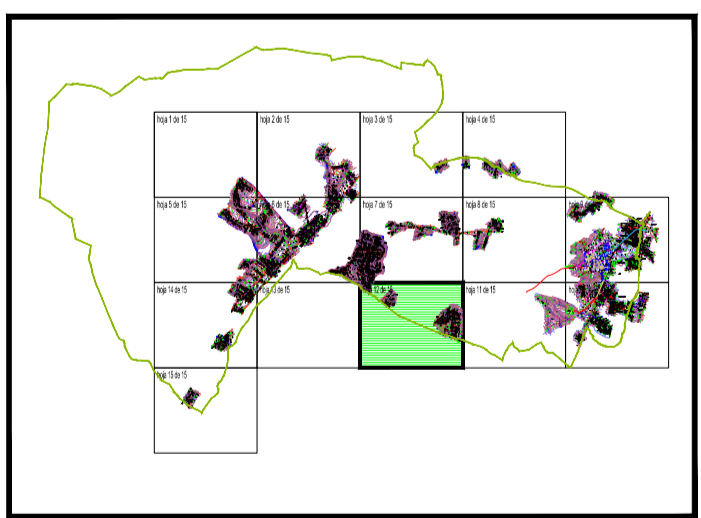 hoja 1 de 15
hoja 2 de 15
hoja 3 de 15
hoja 4 de 15
hoja 5 de 15
hoja 7 de 15
hoja 8 de 15
hoja 14 de 15
hoja 11 de 15
hoja 15 de 15